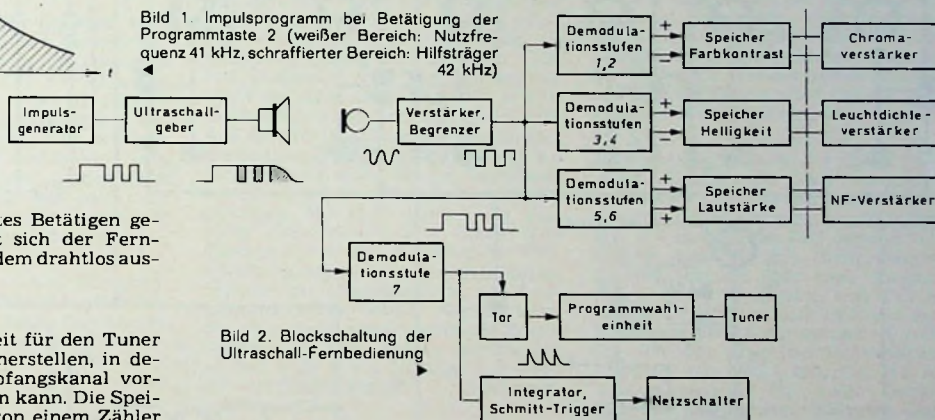 Bild 1. Impulsprogramm bei Betätigung der
Programmtaste 2 (weißer Bereich: Nutzfre-
quenz 41 kHz, schraffierter Bereich: Hilfsträger
42 kHz)
t
Impuls-
generator
Ultraschall-
geber
Verstärker,
Begrenzer
Demodula-
tionsstufen
1,2
+
−
Speicher
Farbkontrast
Chroma-
verstärker
Demodula-
tionsstufen
3,4
+
−
Speicher
Helligkeit
Leuchtdichte-
verstärker
Demodula-
tionsstufen
5,6
+
+
Speicher
Lautstärke
NF-Verstärker
tes Betätigen ge-
sich der Fern-
dem drahtlos aus-
Demodula-
tionsstufe
7
Tor
Programmwahl-
einheit
Tuner
Bild 2. Blockschaltung der
Ultraschall-Fernbedienung
eit für den Tuner
herstellen, in de-
pfangskanal vor-
n kann. Die Spei-
von einem Zähler
Integrator,
Schmitt-Trigger
Netzschalter